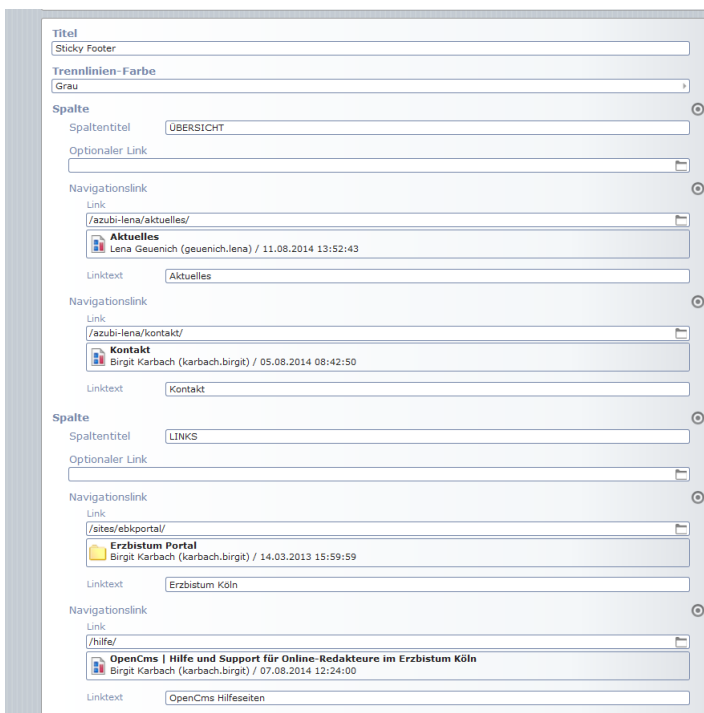 Titel
Sticky Footer
Trennlinien-Farbe
Grau
Spalte
Spaltentitel ÜBERSICHT
Optionaler Link
Navigationslink
Link
/azubi-lena/aktuelles/
Aktuelles
Lena Geuenich (geuenich.lena) / 11.08.2014 13:52:43
Linktext Aktuelles
Navigationslink
Link
/azubi-lena/kontakt/
Kontakt
Birgit Karbach (karbach.birgit) / 05.08.2014 08:42:50
Linktext Kontakt
Spalte
Spaltentitel LINKS
Optionaler Link
Navigationslink
Link
/sites/ebkportal/
Erzbistum Portal
Birgit Karbach (karbach.birgit) / 14.03.2013 15:59:59
Linktext Erzbistum Köln
Navigationslink
Link
/hilfe/
OpenCms | Hilfe und Support für Online-Redakteure im Erzbistum Köln
Birgit Karbach (karbach.birgit) / 07.08.2014 12:24:00
Linktext OpenCms Hilfeseiten